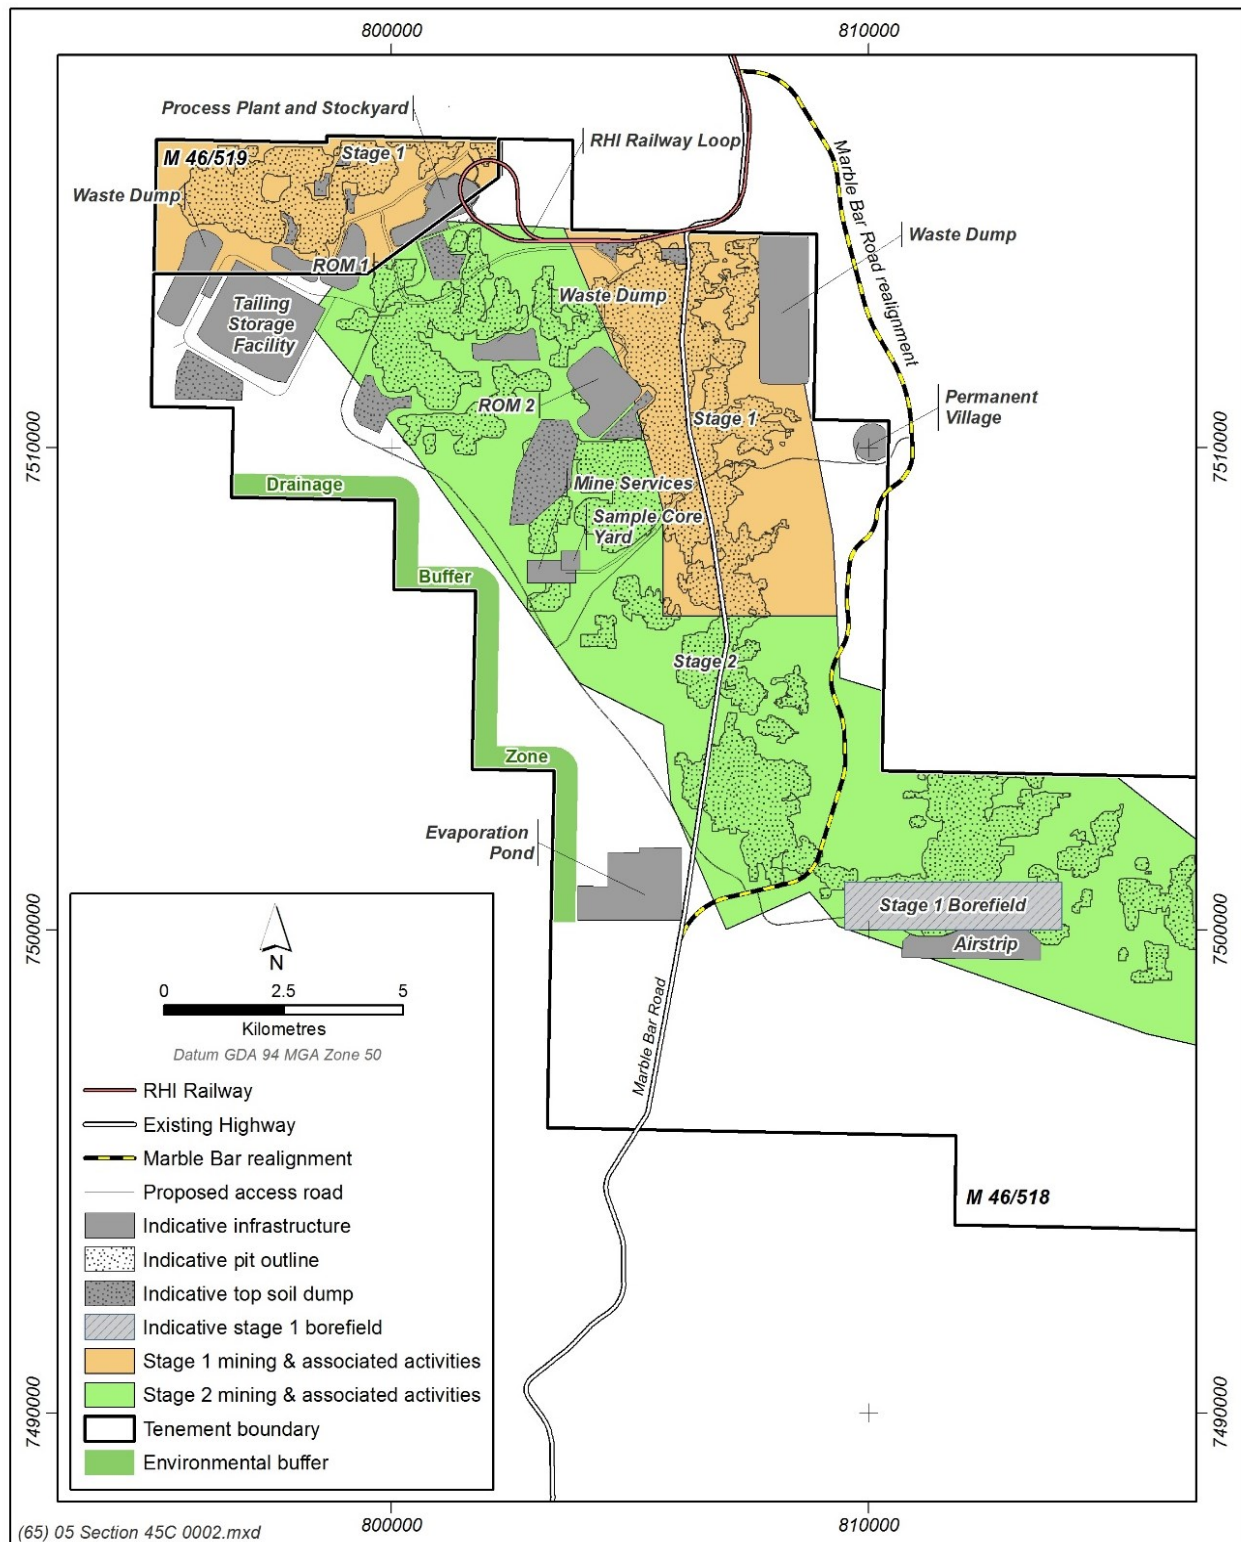 800000
810000
Process Plant and Stockyard
M 46/519
Stage 1
RHI Railway Loop
Marble Bar Road realignment
Waste Dump
Waste Dump
ROM 1
Tailing
Storage
Facility
Waste Dump
ROM 2
Stage 1
Permanent
Village
7510000
7510000
Drainage
Mine Services
Sample Core
Yard
Buffer
Stage 2
Zone
Evaporation
Pond
Stage 1 Borefield
Airstrip
7500000
7500000
Marble Bar Road
M 46/518
N
0 2.5 5
Kilometres
Datum GDA 94 MGA Zone 50
RHI Railway
Existing Highway
Marble Bar realignment
Proposed access road
Indicative infrastructure
Indicative pit outline
Indicative top soil dump
Indicative stage 1 borefield
Stage 1 mining & associated activities
Stage 2 mining & associated activities
Tenement boundary
Environmental buffer
7490000
7490000
800000
810000
(65) 05 Section 45C 0002.mxd